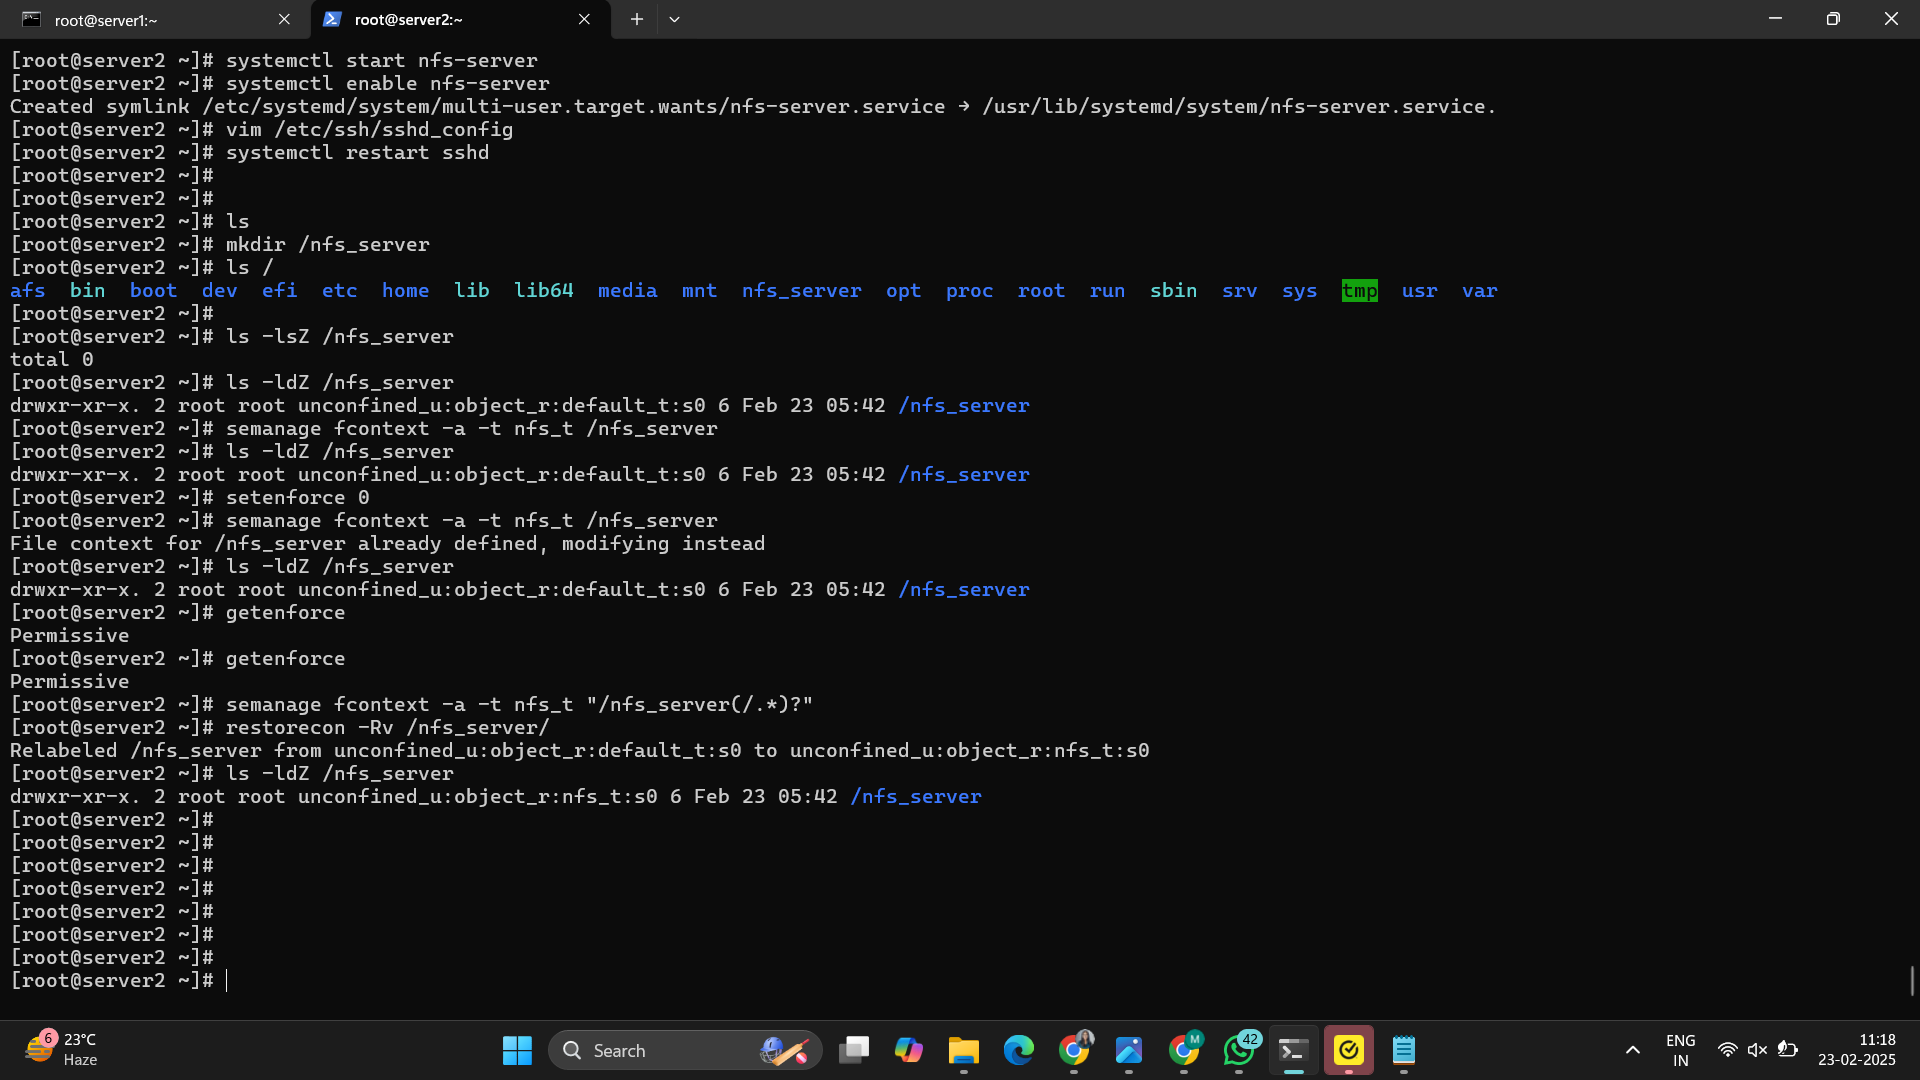 root@server1:~
root@server2:~
[root@server2 ~]# systemctl start nfs-server
[root@server2 ~]# systemctl enable nfs-server
Created symlink /etc/systemd/system/multi-user.target.wants/nfs-server.service → /usr/lib/systemd/system/nfs-server.service.
[root@server2 ~]# vim /etc/ssh/sshd_config
[root@server2 ~]# systemctl restart sshd
[root@server2 ~]#
[root@server2 ~]#
[root@server2 ~]# ls
[root@server2 ~]# mkdir /nfs_server
[root@server2 ~]# ls /
afs  bin  boot  dev  efi  etc  home  lib  lib64  media  mnt  nfs_server  opt  proc  root  run  sbin  srv  sys  tmp  usr  var
[root@server2 ~]#
[root@server2 ~]# ls -lsZ /nfs_server
total 0
[root@server2 ~]# ls -ldZ /nfs_server
drwxr-xr-x. 2 root root unconfined_u:object_r:default_t:s0 6 Feb 23 05:42 /nfs_server
[root@server2 ~]# semanage fcontext -a -t nfs_t /nfs_server
[root@server2 ~]# ls -ldZ /nfs_server
drwxr-xr-x. 2 root root unconfined_u:object_r:default_t:s0 6 Feb 23 05:42 /nfs_server
[root@server2 ~]# setenforce 0
[root@server2 ~]# semanage fcontext -a -t nfs_t /nfs_server
File context for /nfs_server already defined, modifying instead
[root@server2 ~]# ls -ldZ /nfs_server
drwxr-xr-x. 2 root root unconfined_u:object_r:default_t:s0 6 Feb 23 05:42 /nfs_server
[root@server2 ~]# getenforce
Permissive
[root@server2 ~]# getenforce
Permissive
[root@server2 ~]# semanage fcontext -a -t nfs_t "/nfs_server(/.*)?"
[root@server2 ~]# restorecon -Rv /nfs_server/
Relabeled /nfs_server from unconfined_u:object_r:default_t:s0 to unconfined_u:object_r:nfs_t:s0
[root@server2 ~]# ls -ldZ /nfs_server
drwxr-xr-x. 2 root root unconfined_u:object_r:nfs_t:s0 6 Feb 23 05:42 /nfs_server
[root@server2 ~]#
[root@server2 ~]#
[root@server2 ~]#
[root@server2 ~]#
[root@server2 ~]#
[root@server2 ~]#
[root@server2 ~]#
[root@server2 ~]#
6
23°C
Haze
Search
M
42
ENG
IN
11:18
23-02-2025